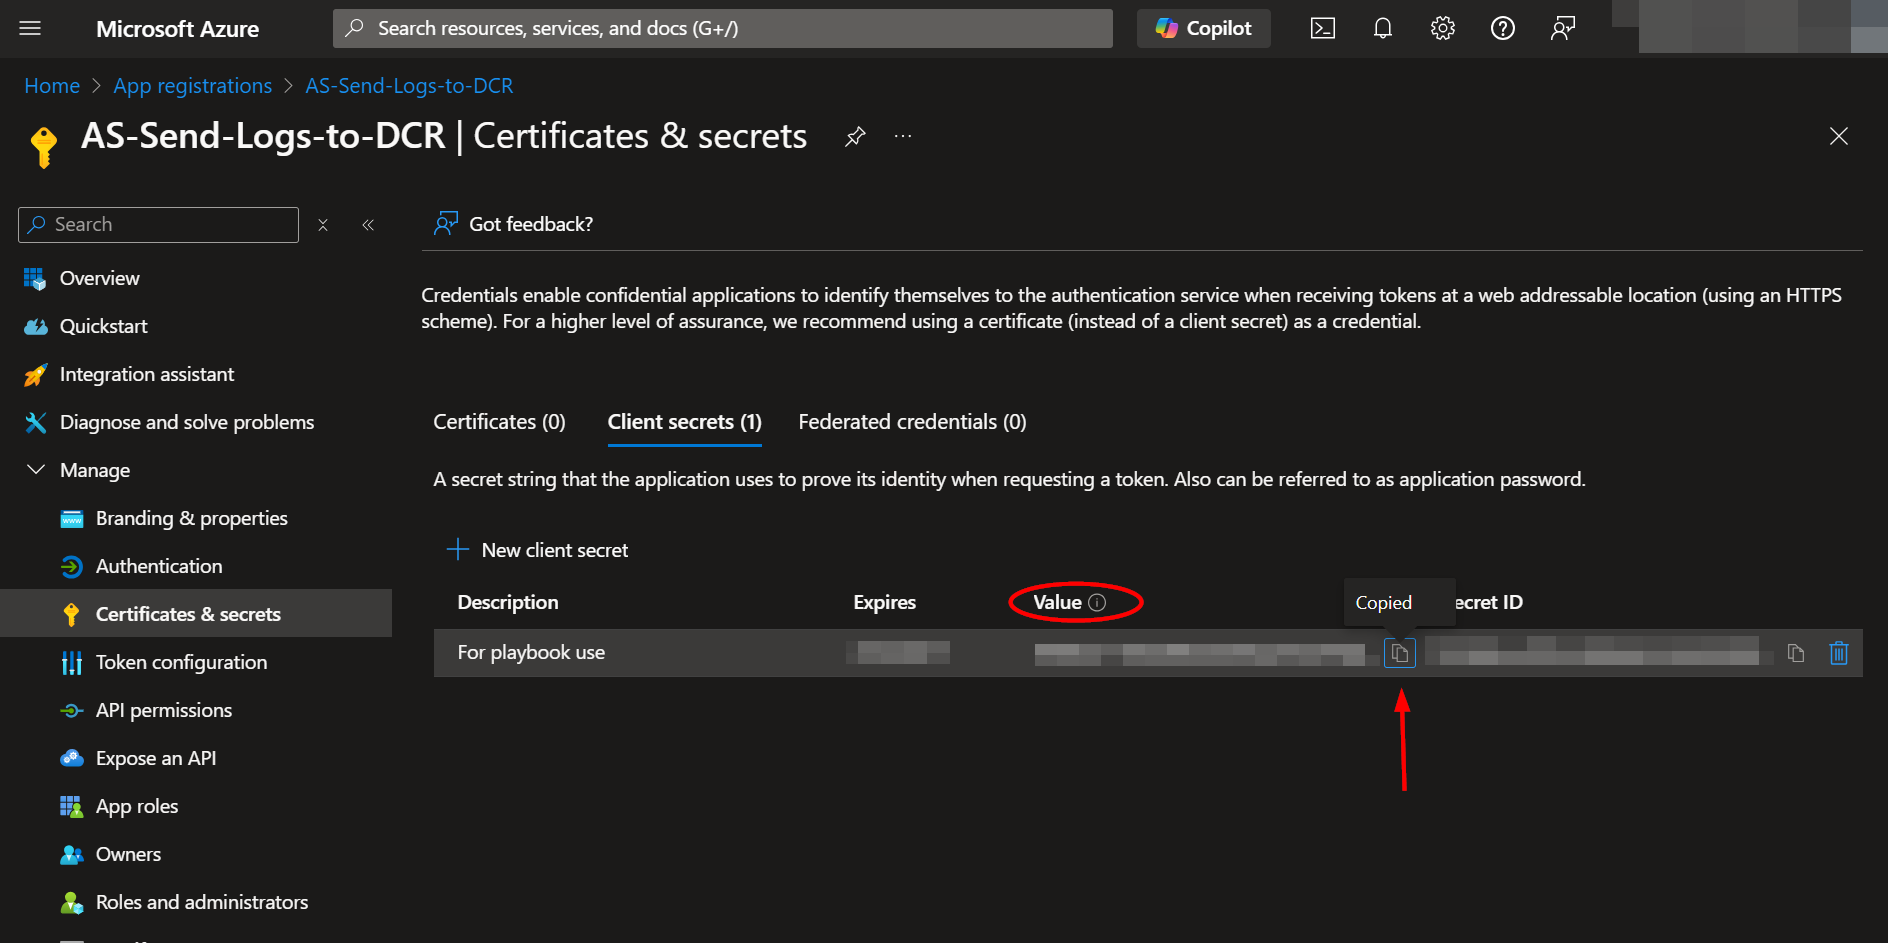 Microsoft Azure
Search resources, services, and docs (G+/)
Copilot
Home > App registrations > AS-Send-Logs-to-DCR
AS-Send-Logs-to-DCR | Certificates & secrets
Search
Got feedback?
Overview
Quickstart
Integration assistant
Diagnose and solve problems
Manage
Branding & properties
www
Authentication
Certificates & secrets
Token configuration
API permissions
Expose an API
App roles
Owners
Roles and administrators
Credentials enable confidential applications to identify themselves to the authentication service when receiving tokens at a web addressable location (using an HTTPS
scheme). For a higher level of assurance, we recommend using a certificate (instead of a client secret) as a credential.
Certificates (0)
Client secrets (1)
Federated credentials (0)
A secret string that the application uses to prove its identity when requesting a token. Also can be referred to as application password.
New client secret
Description
Expires
Value
Copied
ecret ID
For playbook use